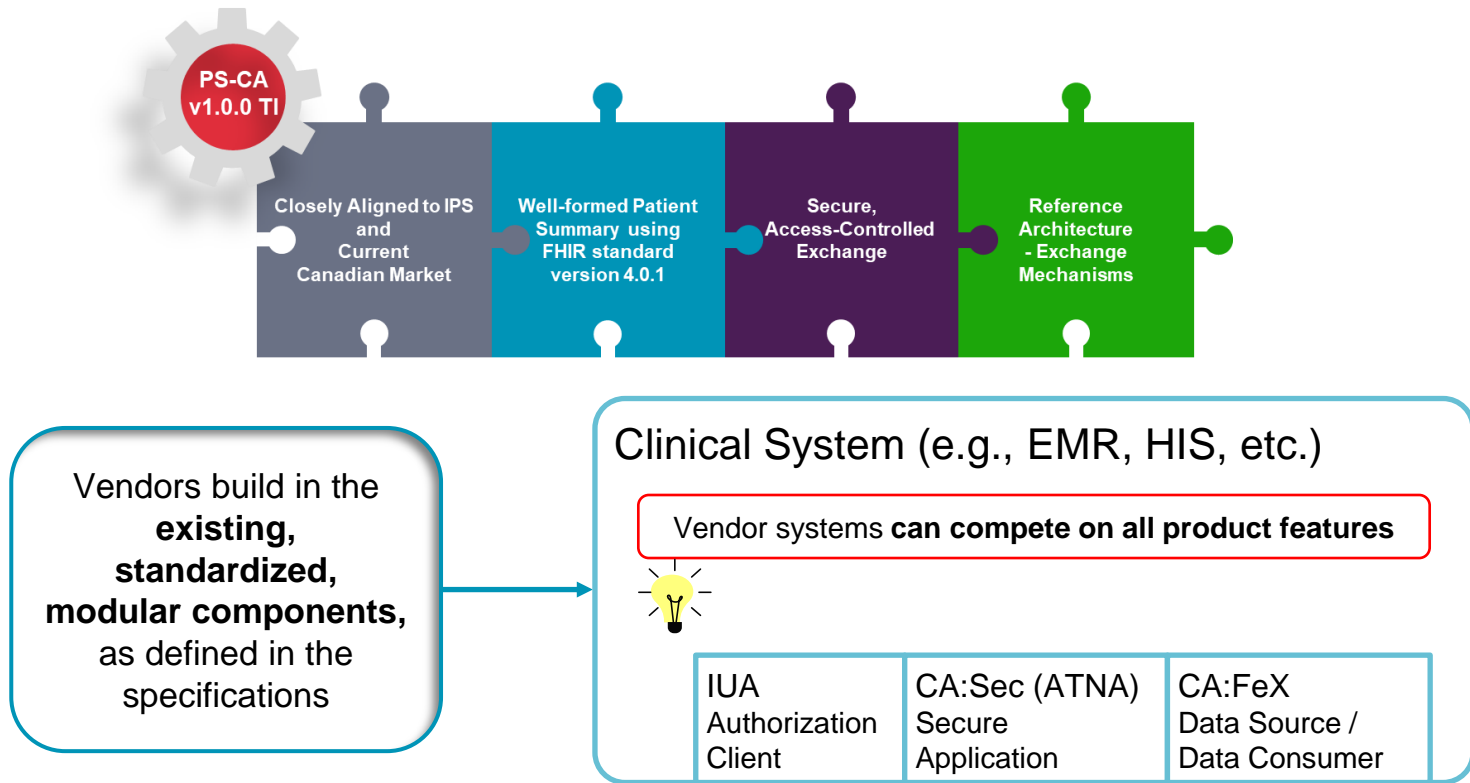 PS-CA
v1.0.0 TI
Closely Aligned to IPS
and
Current
Canadian Market
Well-formed Patient
Summary using
FHIR standard
version 4.0.1
Secure,
Access-Controlled
Exchange
Reference
Architecture
- Exchange
Mechanisms
Vendors build in the
existing,
standardized,
modular components,
as defined in the
specifications
Clinical System (e.g., EMR, HIS, etc.)
Vendor systems can compete on all product features
IUA
Authorization
Client
CA:Sec (ATNA)
Secure
Application
CA:FeX
Data Source /
Data Consumer